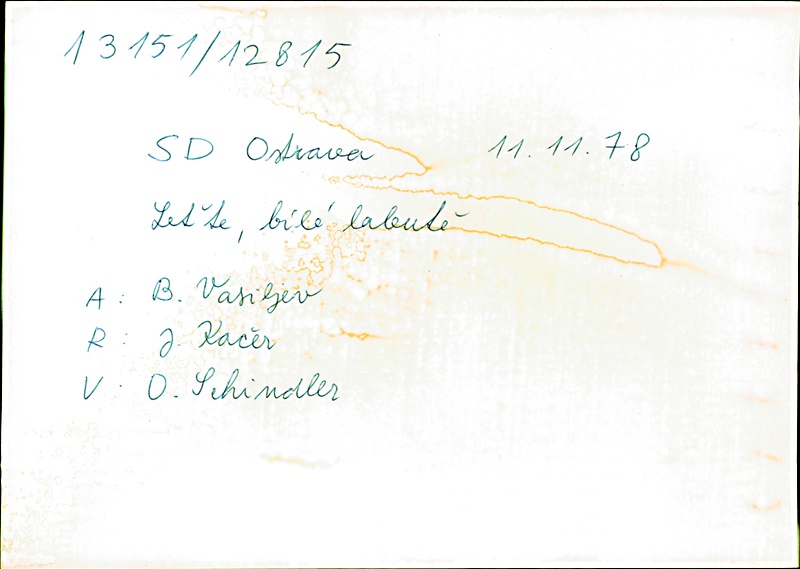 13151/12815
SD Ostrava 11.11.78
Leťte, bílé labutě
A: B. Vasiljev
R: J. Kačer
V: O. Schindler